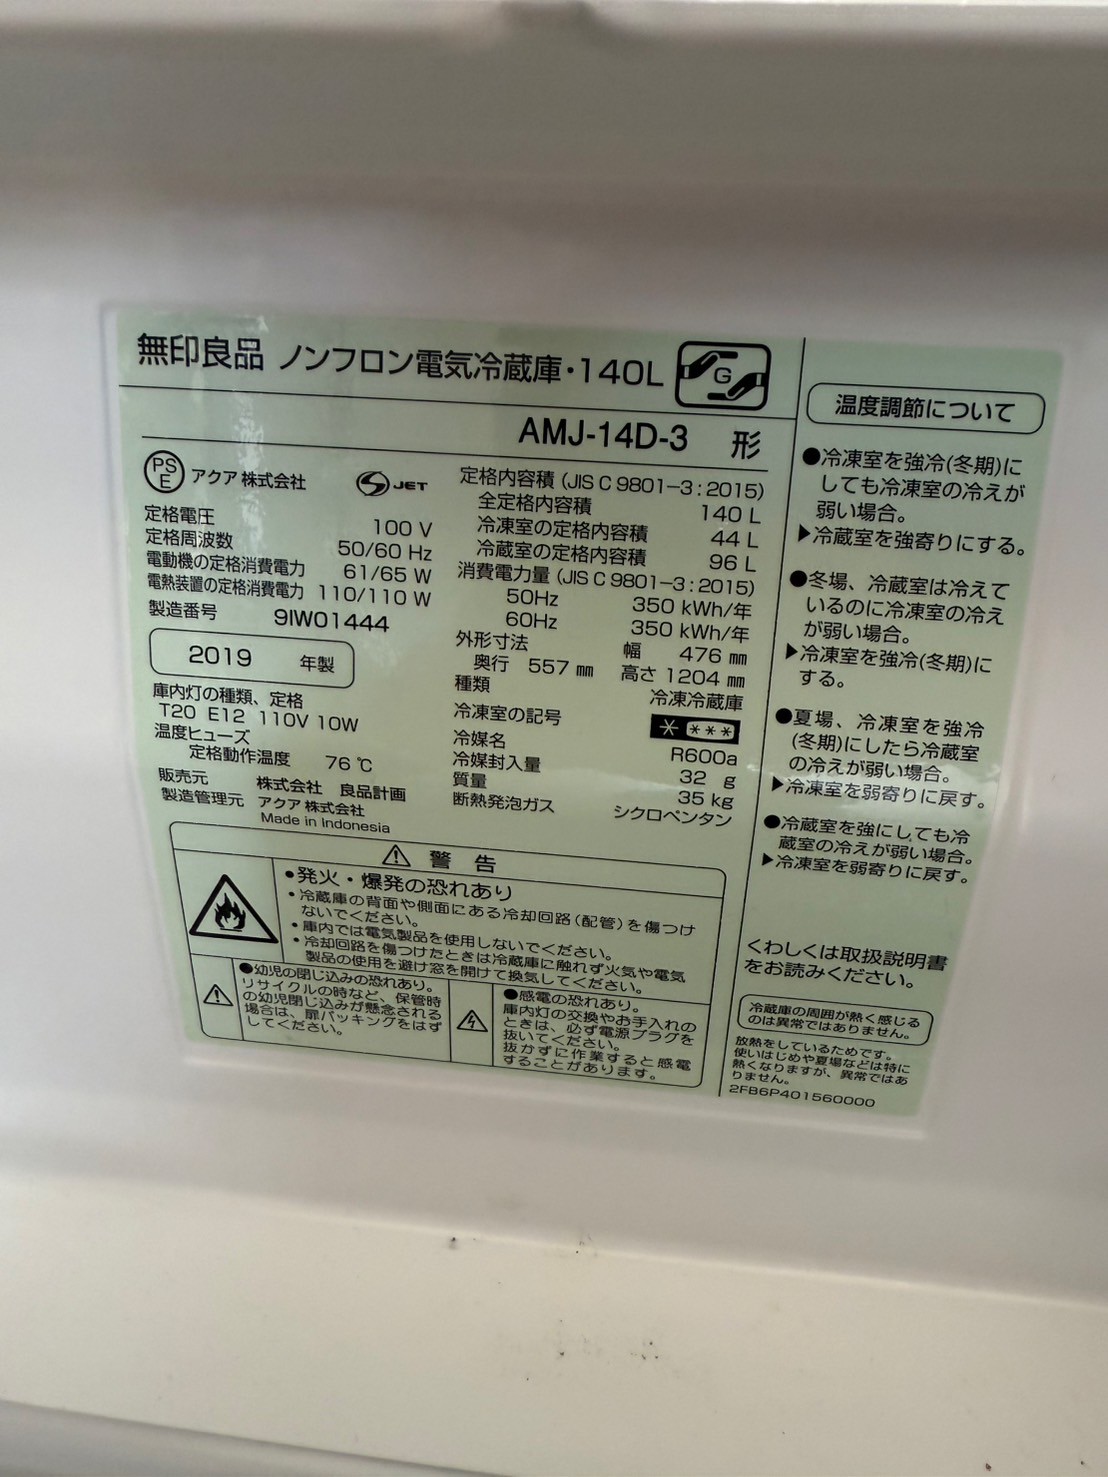 無印良品 ノンフロン電気冷蔵庫・140L G
AMJ-14D-3 形
PS E アクア 株式会社 S JET
定格電圧 100 V
定格周波数 50/60 Hz
電動機の定格消費電力 61/65 W
電熱装置の定格消費電力 110/110 W
製造番号 9IW01444
2019 年製
庫内灯の種類、定格
T20 E12 110V 10W
温度ヒューズ
定格動作温度 76℃
販売元 株式会社 良品計画
製造管理元 アクア 株式会社
Made in Indonesia
定格内容積 (JIS C 9801-3:2015)
全定格内容積 140 L
冷凍室の定格内容積 44 L
冷蔵室の定格内容積 96 L
消費電力量 (JIS C 9801-3:2015)
50Hz 350 kWh/年
60Hz 350 kWh/年
外形寸法 幅 476 mm
奥行 557 mm 高さ 1204 mm
種類 冷凍冷蔵庫
冷凍室の記号 * ***
冷媒名 R600a
冷媒封入量 32 g
質量 35 kg
断熱発泡ガス シクロペンタン
警 告
●発火・爆発の恐れあり
・冷蔵庫の背面や側面にある冷却回路(配管)を傷つけ
ないでください。
・庫内では電気製品を使用しないでください。
・冷却回路を傷つけたときは冷蔵庫に触れず火気や電気
製品の使用を避け窓を開けて換気してください。
●幼児の閉じ込みの恐れあり。
リサイクルの時など、保管時
の幼児閉じ込みが懸念される
場合は、扉パッキングをはず
してください。
●感電の恐れあり。
庫内灯の交換やお手入れの
ときは、必ず電源プラグを
抜いてください。
抜かずに作業すると感電
することがあります。
温度調節について
●冷凍室を強冷(冬期)に
しても冷凍室の冷えが
弱い場合。
▶冷蔵室を強寄りにする。
●冬場、冷蔵室は冷えて
いるのに冷凍室の冷え
が弱い場合。
▶冷凍室を強冷(冬期)に
する。
●夏場、冷凍室を強冷
(冬期)にしたら冷蔵室
の冷えが弱い場合。
▶冷凍室を弱寄りに戻す。
●冷蔵室を強にしても冷
蔵室の冷えが弱い場合。
▶冷凍室を弱寄りに戻す。
くわしくは取扱説明書
をお読みください。
冷蔵庫の周囲が熱く感じる
のは異常ではありません。
放熱をしているためです。
使いはじめや夏場などは特に
熱くなりますが、異常ではあ
りません。
2FB6P401560000